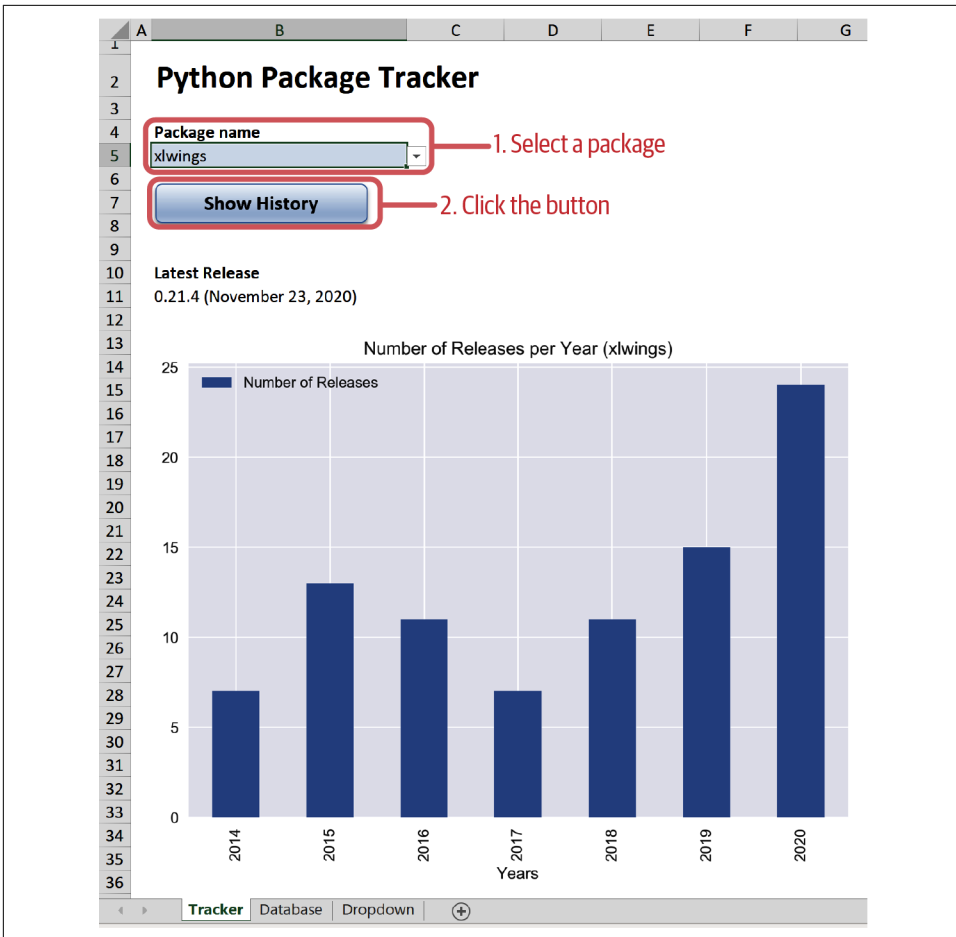 A B C D E F G
1
2 Python Package Tracker
3
4 Package name
1. Select a package
5 xlwings
6
7 Show History
2. Click the button
8
9
10 Latest Release
11 0.21.4 (November 23, 2020)
12
13 Number of Releases per Year (xlwings)
14 25
15 Number of Releases
16
17
18 20
19
20
21
22 15
23
24
25
26 10
27
28
29 5
30
31
32
33 0
34
35 2014 2015 2016 2017 2018 2019 2020
36 Years
Tracker Database Dropdown